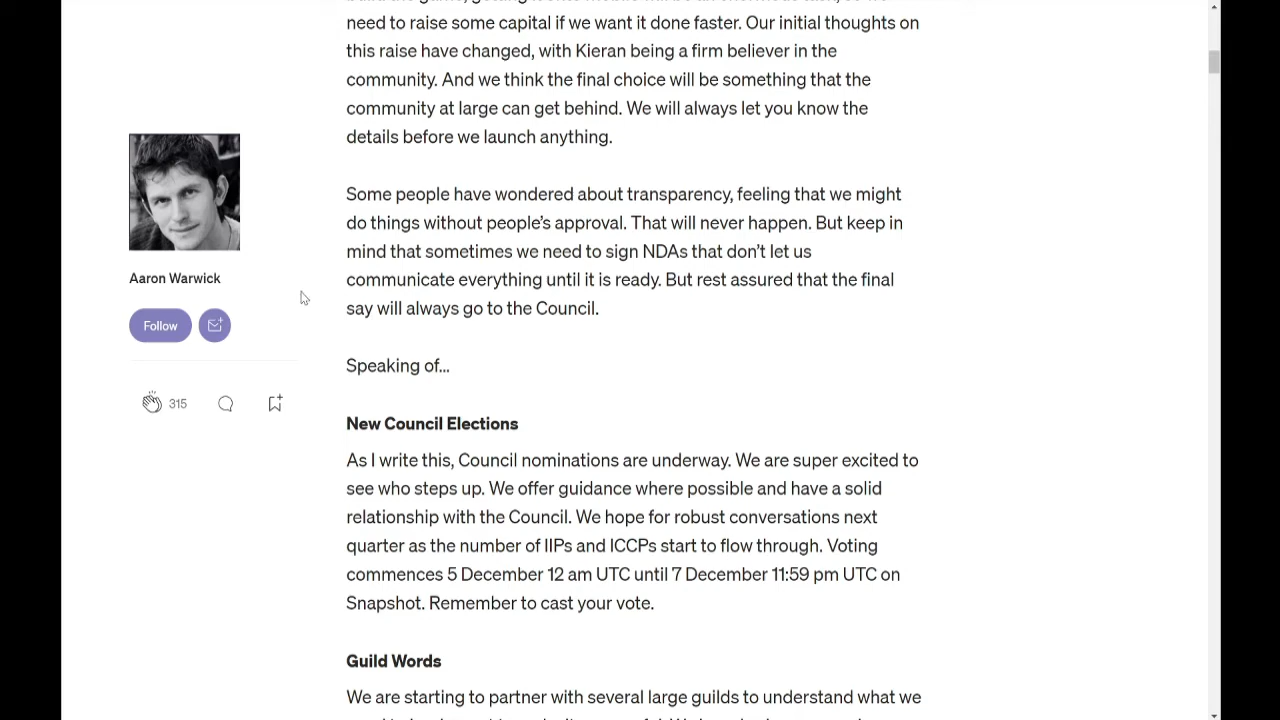 need to raise some capital if we want it done faster. Our initial thoughts on
this raise have changed, with Kieran being a firm believer in the
community. And we think the final choice will be something that the
community at large can get behind. We will always let you know the
details before we launch anything.
Some people have wondered about transparency, feeling that we might
do things without people's approval. That will never happen. But keep in
mind that sometimes we need to sign NDAs that don't let us
communicate everything until it is ready. But rest assured that the final
say will always go to the Council.
Aaron Warwick
Follow
315
Speaking of...
New Council Elections
As I write this, Council nominations are underway. We are super excited to
see who steps up. We offer guidance where possible and have a solid
relationship with the Council. We hope for robust conversations next
quarter as the number of IIPs and ICCPs start to flow through. Voting
commences 5 December 12 am UTC until 7 December 11:59 pm UTC on
Snapshot. Remember to cast your vote.
Guild Words
We are starting to partner with several large guilds to understand what we